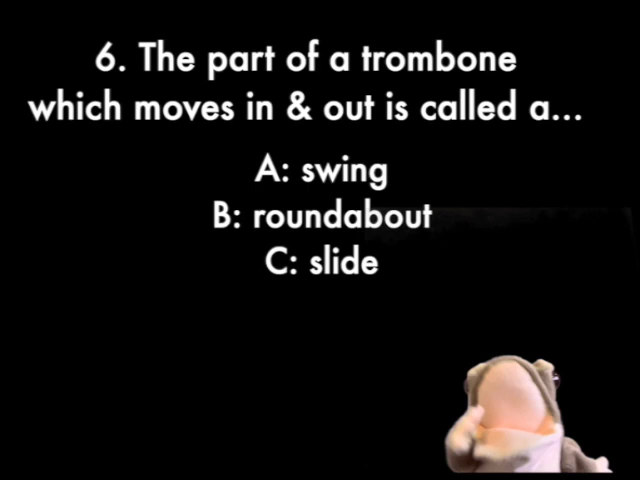 6. The part of a trombone
which moves in & out is called a...
A: swing
B: roundabout
C: slide